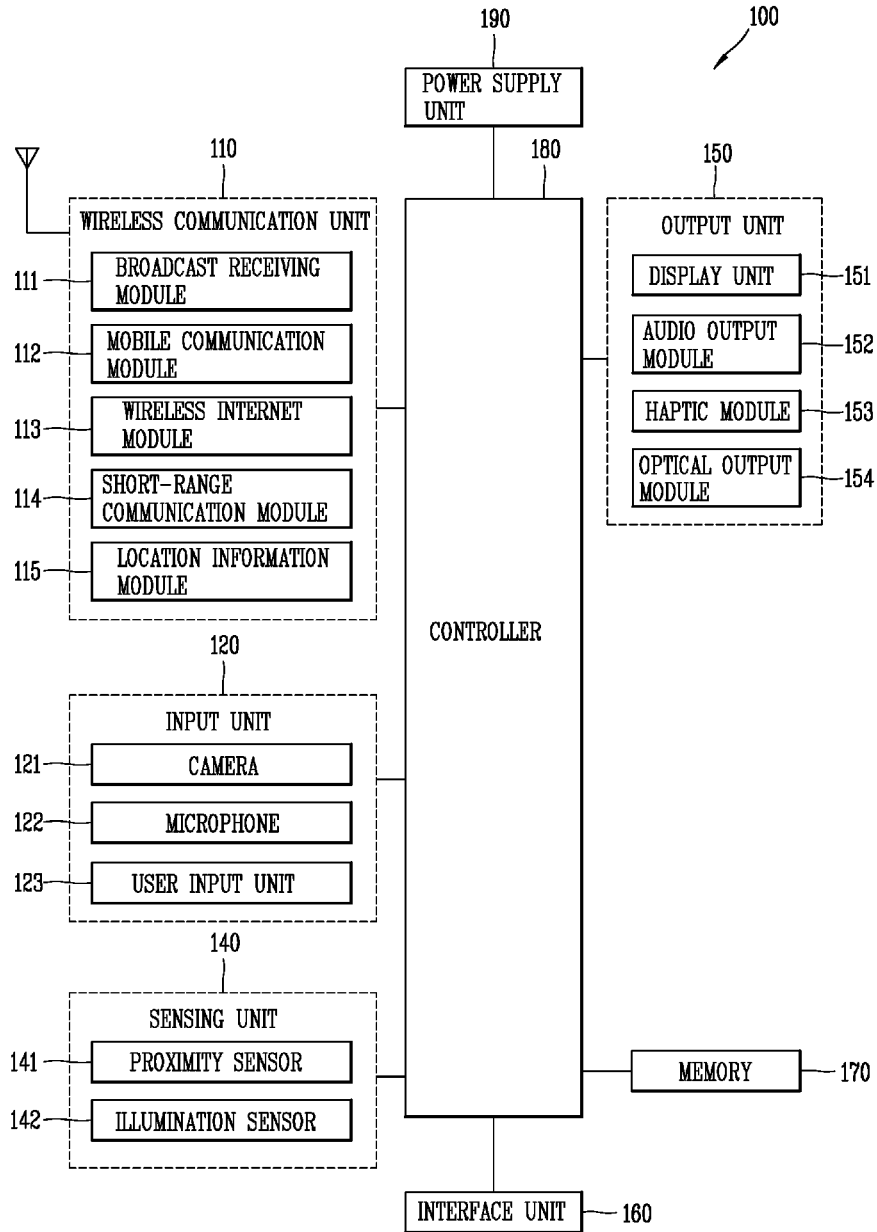 190
100
POWER SUPPLY
UNIT
110
180
150
WIRELESS COMMUNICATION UNIT
111
BROADCAST RECEIVING
MODULE
112
MOBILE COMMUNICATION
MODULE
113
WIRELESS INTERNET
MODULE
114
SHORT-RANGE
COMMUNICATION MODULE
115
LOCATION INFORMATION
MODULE
OUTPUT UNIT
DISPLAY UNIT
151
AUDIO OUTPUT
MODULE
152
HAPTIC MODULE
153
OPTICAL OUTPUT
MODULE
154
CONTROLLER
120
INPUT UNIT
121
CAMERA
122
MICROPHONE
123
USER INPUT UNIT
140
SENSING UNIT
141
PROXIMITY SENSOR
142
ILLUMINATION SENSOR
MEMORY
170
INTERFACE UNIT
160